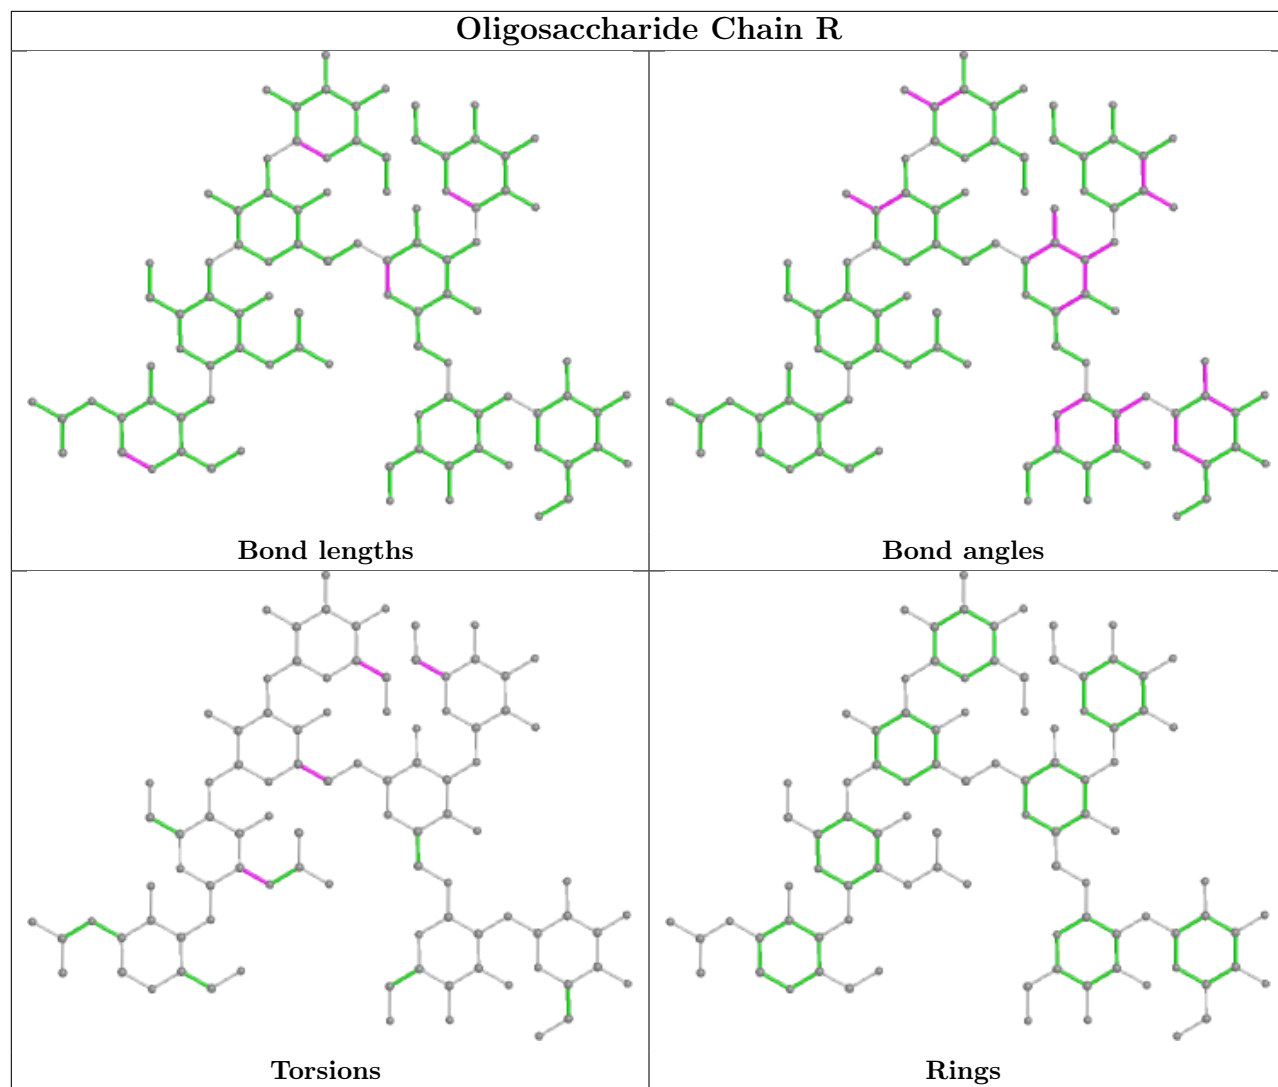 Oligosaccharide Chain R
Bond lengths
Bond angles
Torsions
Rings